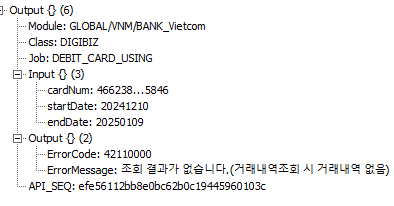 Output {} (6)
Module: GLOBAL/VNM/BANK_Vietcom
Class: DIGIBIZ
Job: DEBIT_CARD_USING
Input {} (3)
cardNum: 466238...5846
startDate: 20241210
endDate: 20250109
Output {} (2)
ErrorCode: 42110000
ErrorMessage: 조회 결과가 없습니다.(거래내역조회 시 거래내역 없음)
API_SEQ: efe56112bb8e0bc62b0c19445960103c